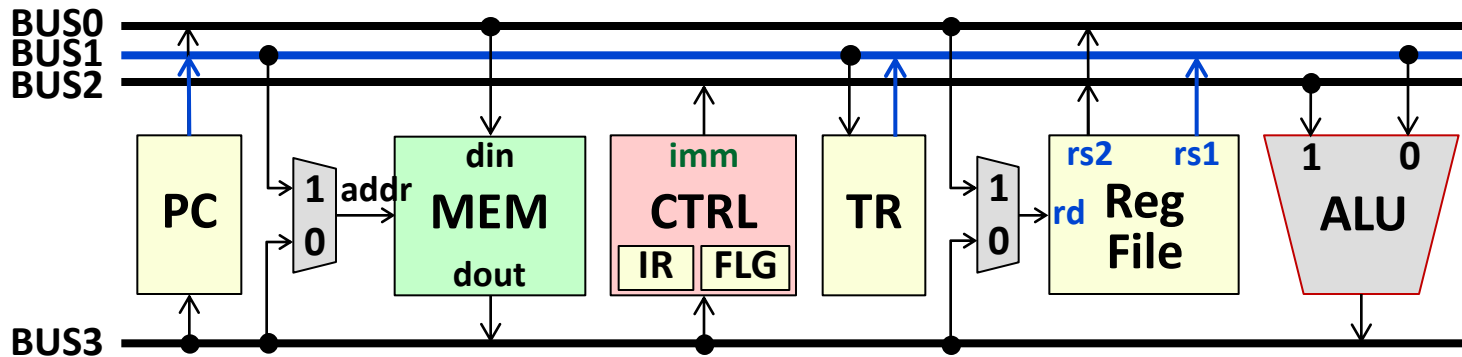 BUS0
BUS1
BUS2
din
imm
rs2 rs1
1 0
PC
1
0
addr
MEM
CTRL
TR
1
0
rd
Reg
File
ALU
IR
FLG
dout
BUS3